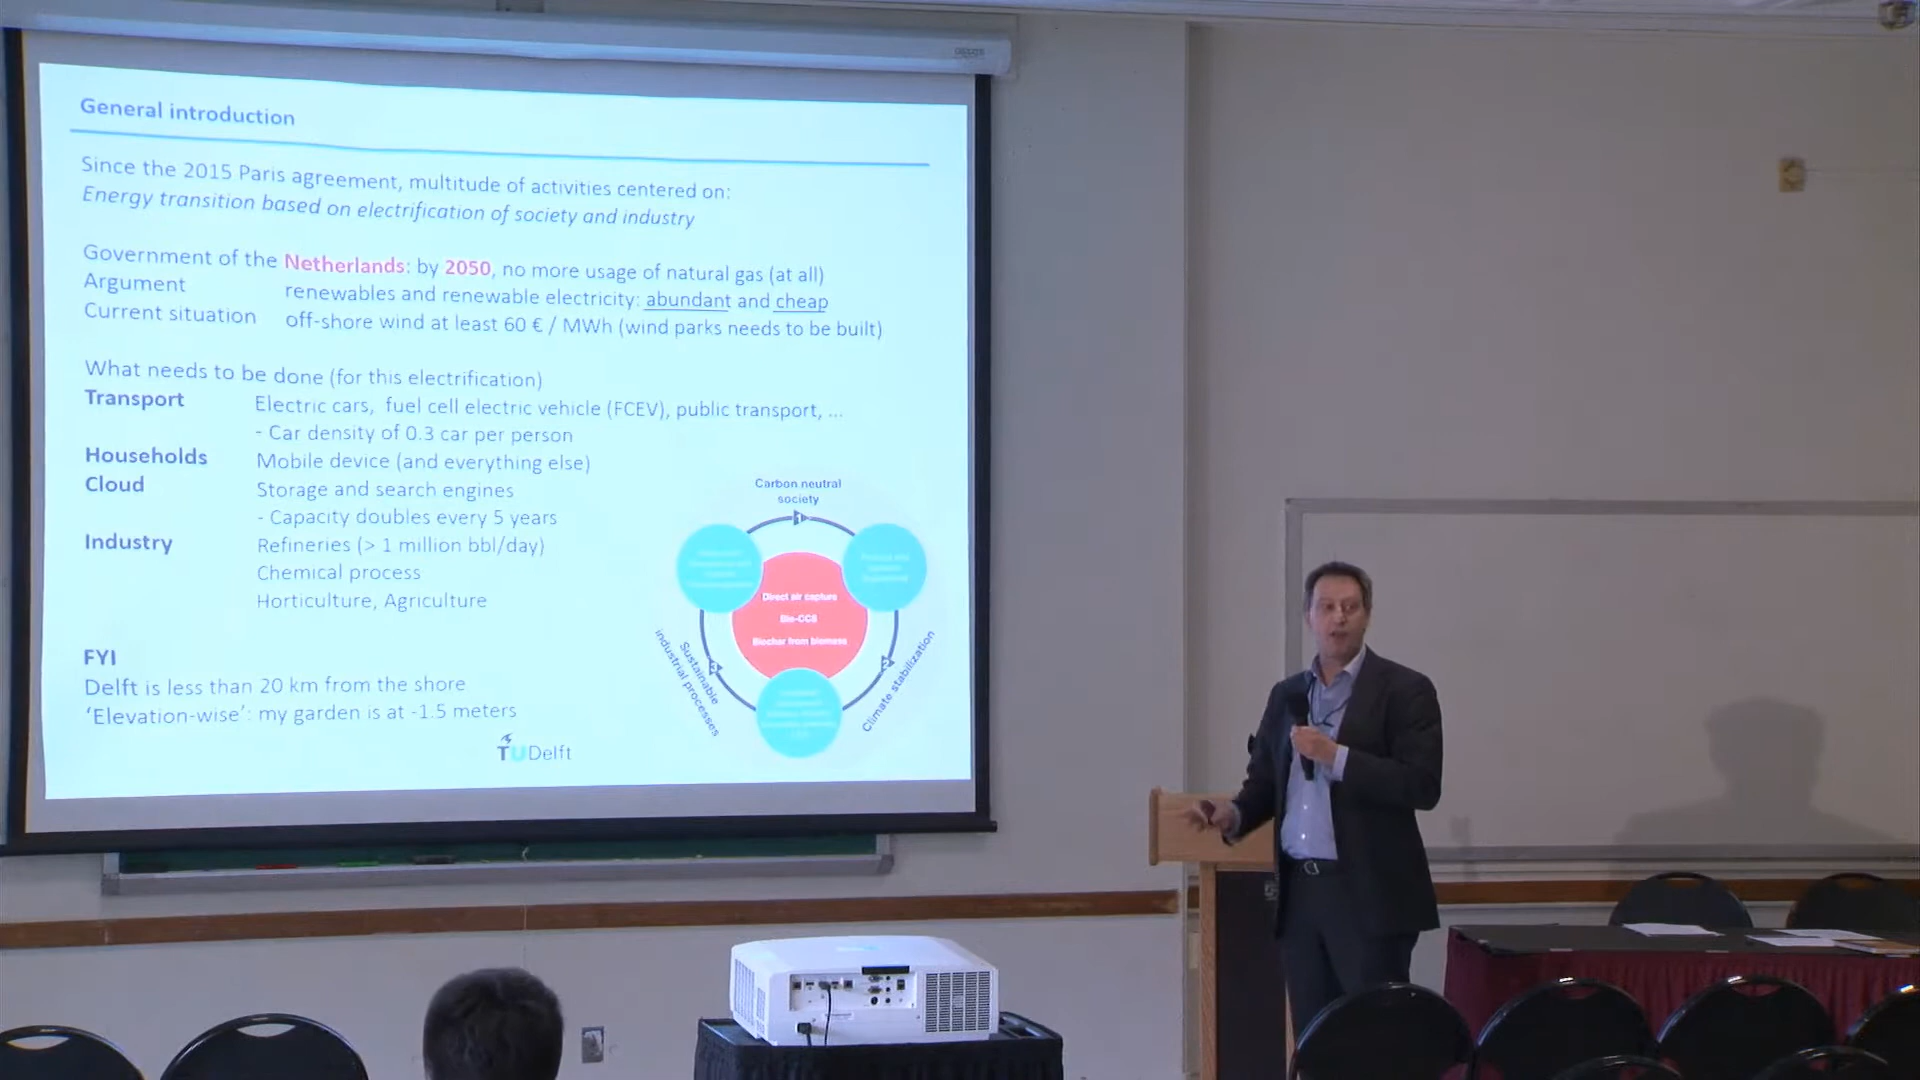 General introduction
Since the 2015 Paris agreement, multitude of activities centered on:
Energy transition based on electrification of society and industry
Government of the Netherlands: by 2050, no more usage of natural gas (at all)
Argument renewables and renewable electricity: abundant and cheap
Current situation off-shore wind at least 60 € / MWh (wind parks needs to be built)
What needs to be done (for this electrification)
Transport Electric cars, fuel cell electric vehicle (FCEV), public transport, ...
- Car density of 0.3 car per person
Households Mobile device (and everything else)
Cloud Storage and search engines
- Capacity doubles every 5 years
Industry Refineries (> 1 million bbl/day)
Chemical process
Horticulture, Agriculture
Carbon neutral
society
1
Direct air capture
Bio-CCS
Biochar from biomass
2
Climate stabilization
3
Sustainable
industrial processes
FYI
Delft is less than 20 km from the shore
‘Elevation-wise’: my garden is at -1.5 meters
TUDelft